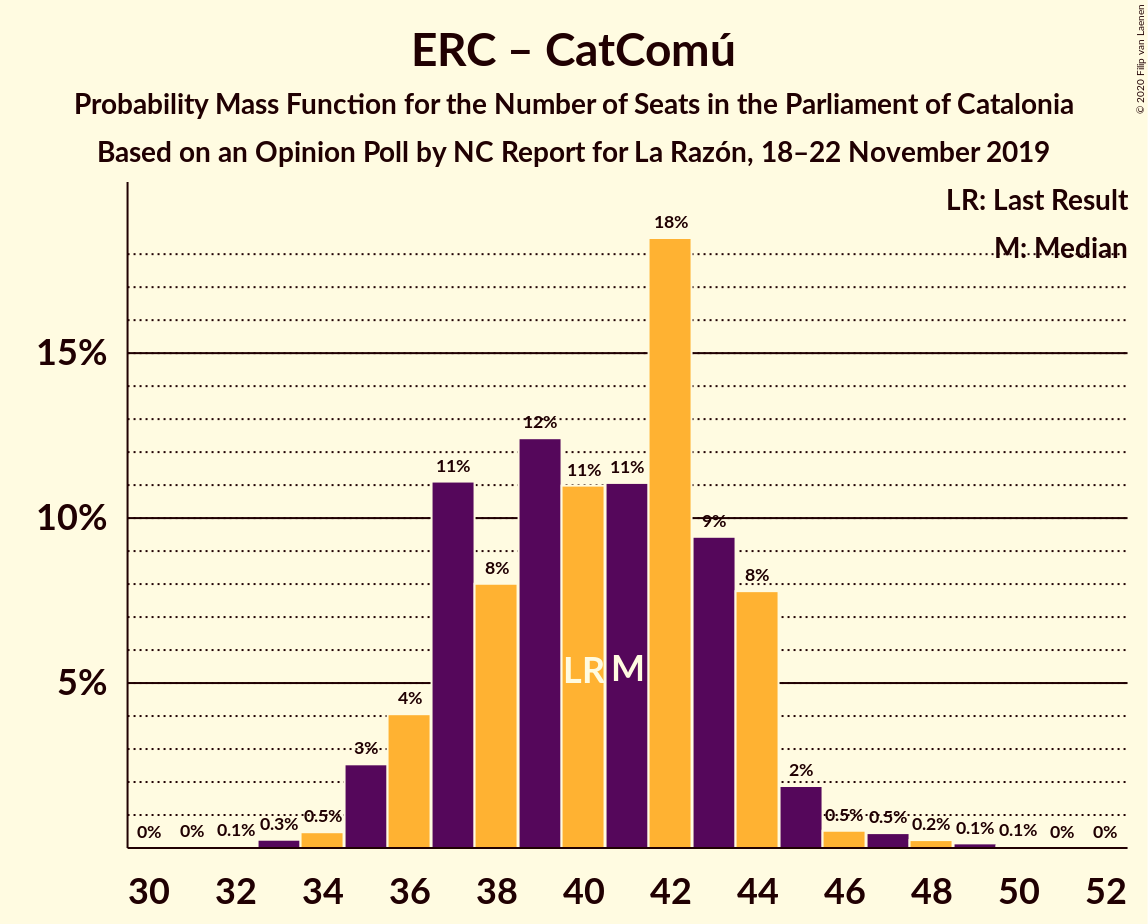 ERC – CatComú
Probability Mass Function for the Number of Seats in the Parliament of Catalonia
Based on an Opinion Poll by NC Report for La Razón, 18–22 November 2019
© 2020 Filip van Laenen
LR: Last Result
M: Median
15%
10%
5%
0% 0% 0.1% 0.3% 0.5% 3% 4% 11% 8% 12% 11% 11% 18% 9% 8% 2% 0.5% 0.5% 0.2% 0.1% 0.1% 0% 0%
LR M
30 32 34 36 38 40 42 44 46 48 50 52